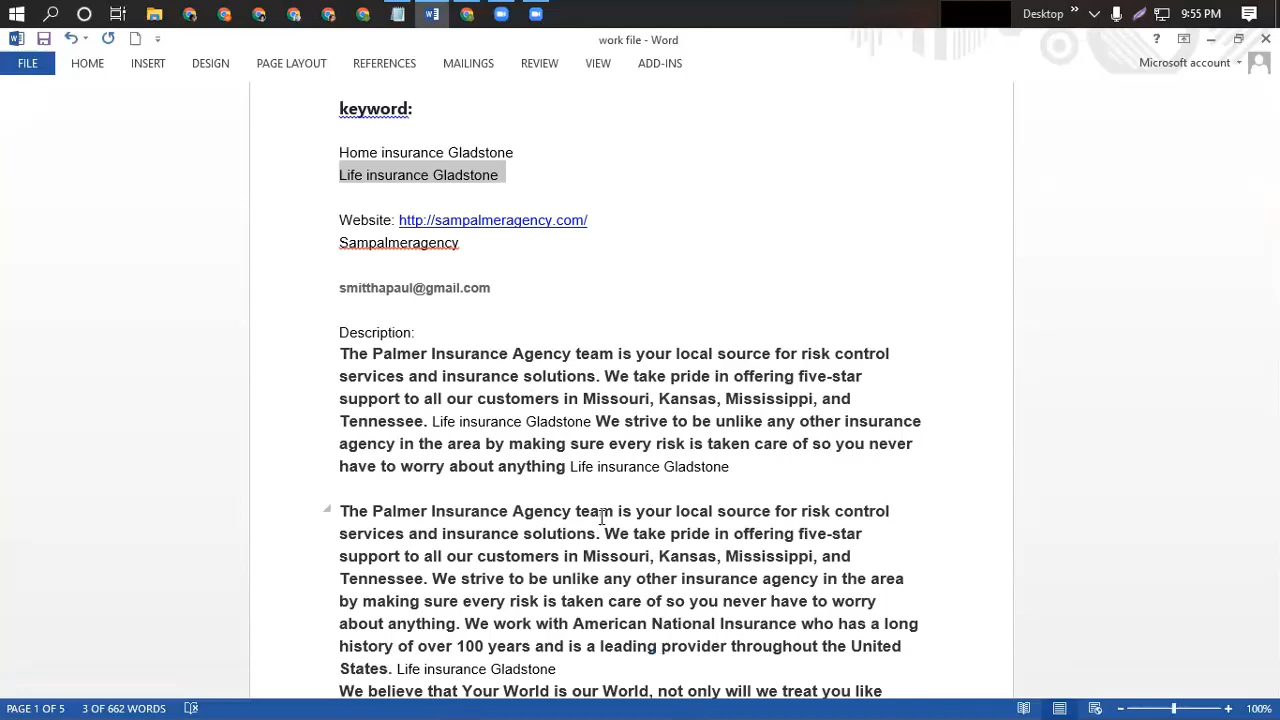 Desktop
9:55 PM
work file - Word
FILE
HOME
INSERT
DESIGN
PAGE LAYOUT
REFERENCES
MAILINGS
REVIEW
VIEW
ADD-INS
Microsoft account
keyword:
Home insurance Gladstone
Life insurance Gladstone
Website: http://sampalmeragency.com/
Sampalmeragency
smitthapaul@gmail.com
Description:
The Palmer Insurance Agency team is your local source for risk control
services and insurance solutions. We take pride in offering five-star
support to all our customers in Missouri, Kansas, Mississippi, and
Tennessee. Life insurance Gladstone We strive to be unlike any other insurance
agency in the area by making sure every risk is taken care of so you never
have to worry about anything Life insurance Gladstone
The Palmer Insurance Agency team is your local source for risk control
services and insurance solutions. We take pride in offering five-star
support to all our customers in Missouri, Kansas, Mississippi, and
Tennessee. We strive to be unlike any other insurance agency in the area
by making sure every risk is taken care of so you never have to worry
about anything. We work with American National Insurance who has a long
history of over 100 years and is a leading provider throughout the United
States. Life insurance Gladstone
We believe that Your World is our World, not only will we treat you like
PAGE 1 OF 5
3 OF 662 WORDS
100%